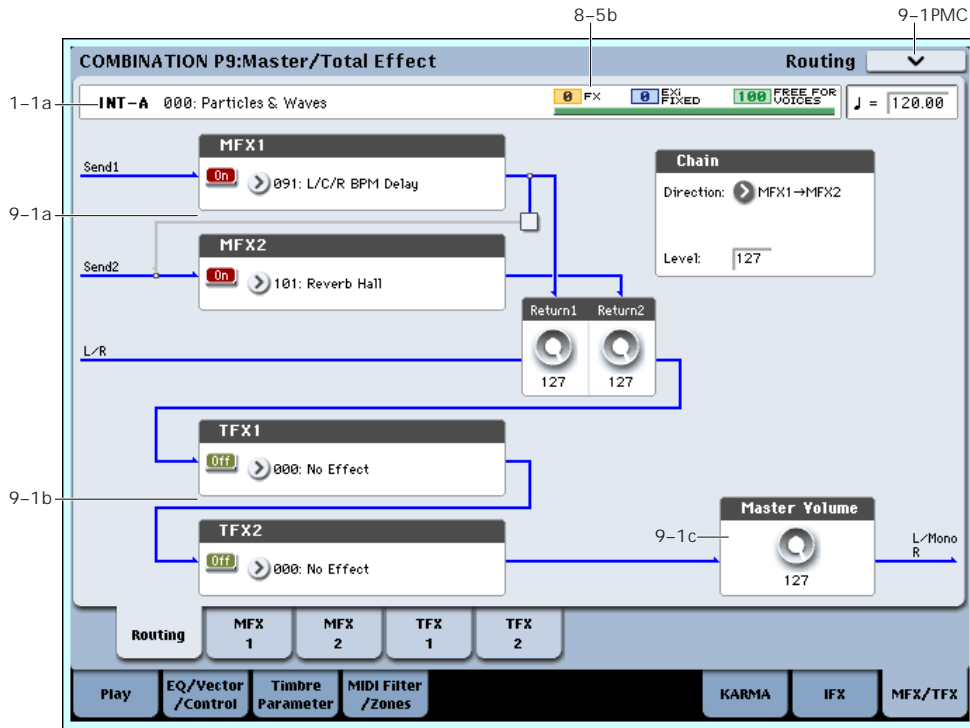 8–5b
9–1PMC
COMBINATION P9:Master/Total Effect
Routing
1–1a
INT–A 000: Particles & Waves
0 FX
0 EXi FIXED
100 FREE FOR VOICES
♩ = 120.00
MFX1
Send1
On
091: L/C/R BPM Delay
Chain
Direction: MFX1→MFX2
Level: 127
9–1a
MFX2
Send2
On
101: Reverb Hall
Return1 Return2
127 127
L/R
TFX1
Off
000: No Effect
9–1b
TFX2
Off
000: No Effect
9–1c
Master Volume
127
L/Mono
R
Routing
MFX 1
MFX 2
TFX 1
TFX 2
Play
EQ/Vector /Control
Timbre Parameter
MIDI Filter /Zones
KARMA
IFX
MFX/TFX